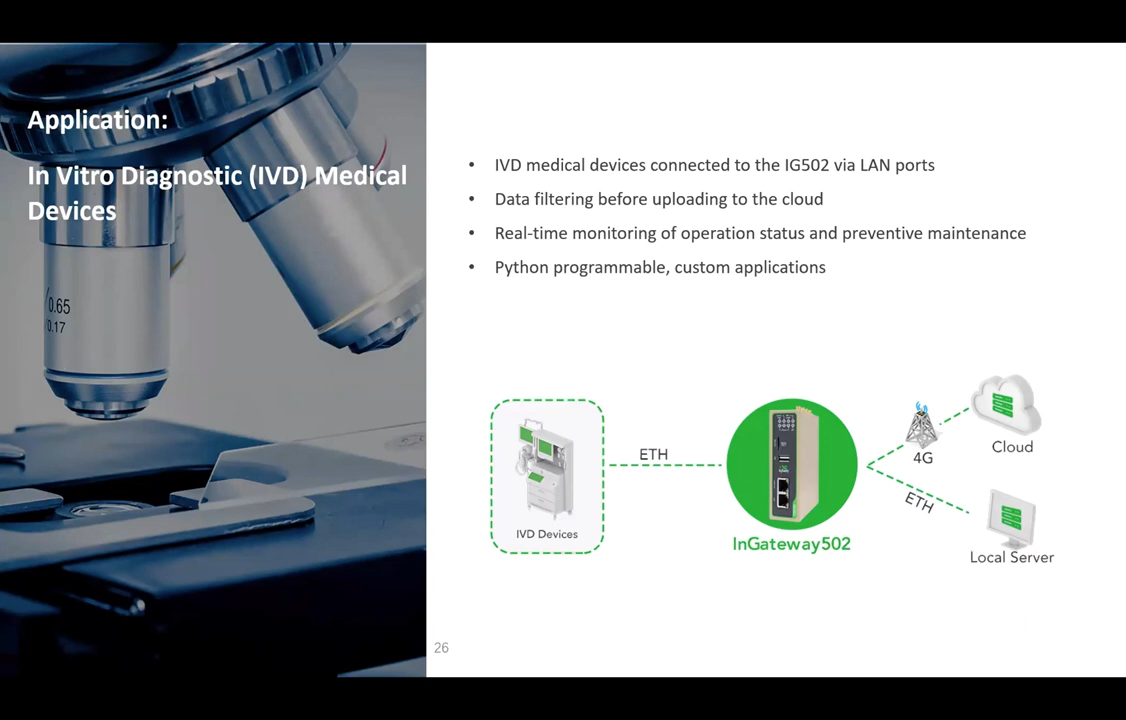 Application:
In Vitro Diagnostic (IVD) Medical
Devices
/0.65
/0.17
• IVD medical devices connected to the IG502 via LAN ports
• Data filtering before uploading to the cloud
• Real-time monitoring of operation status and preventive maintenance
• Python programmable, custom applications
IVD Devices
ETH
InGateway502
4G
ETH
Cloud
Local Server
26